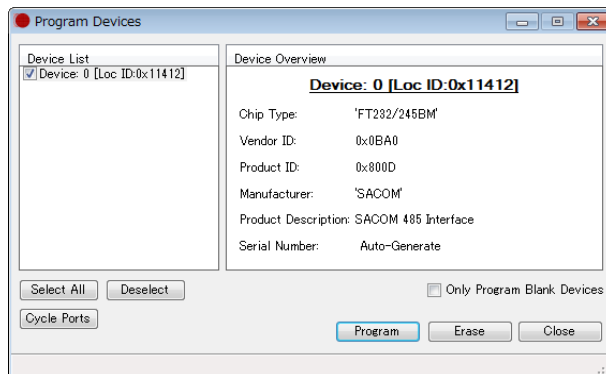 Program Devices
Device List
Device: 0 [Loc ID:0x11412]
Device Overview
Device: 0 [Loc ID:0x11412]
Chip Type: 'FT232/245BM'
Vendor ID: 0x0BA0
Product ID: 0x800D
Manufacturer: 'SACOM'
Product Description: SACOM 485 Interface
Serial Number: Auto-Generate
Select All Deselect
Only Program Blank Devices
Cycle Ports
Program Erase Close